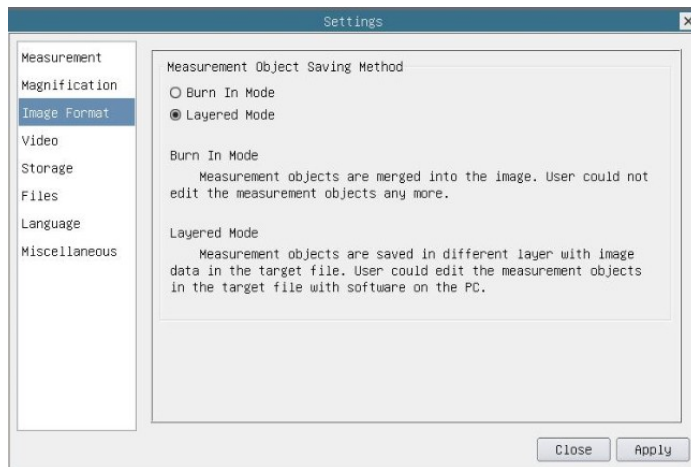 Settings
Measurement
Magnification
Image Format
Video
Storage
Files
Language
Miscellaneous
Measurement Object Saving Method
Burn In Mode
Layered Mode
Burn In Mode
Measurement objects are merged into the image. User could not
edit the measurement objects any more.
Layered Mode
Measurement objects are saved in different layer with image
data in the target file. User could edit the measurement objects
in the target file with software on the PC.
Close
Apply